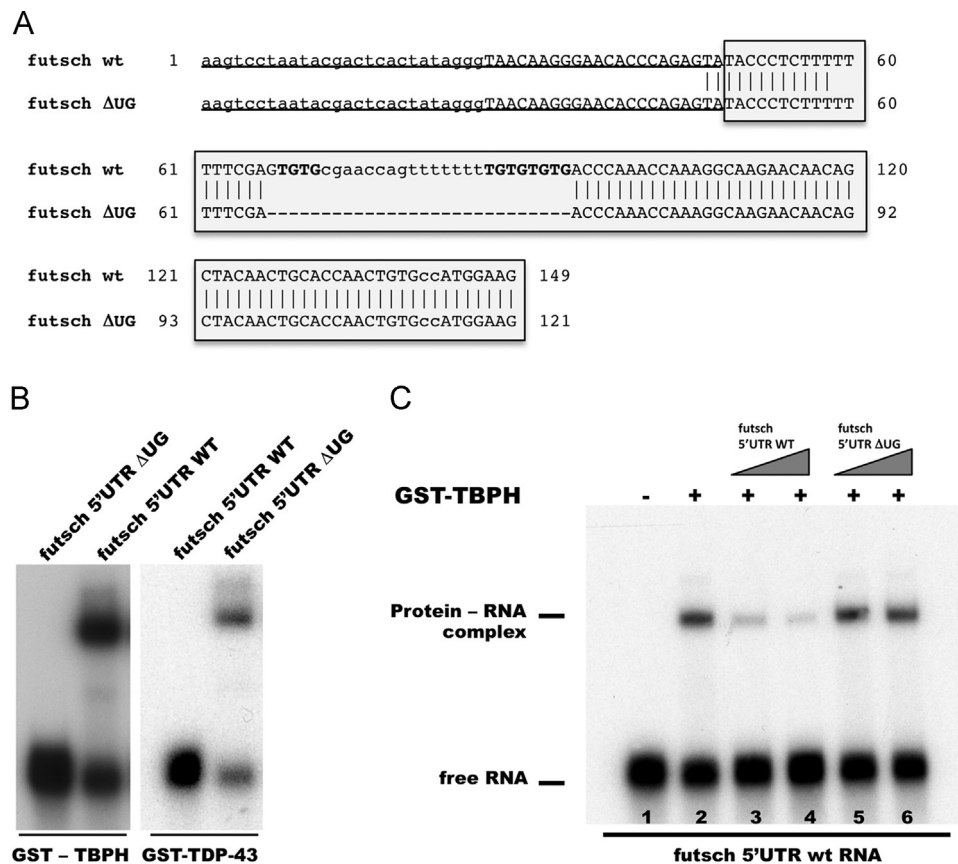 A
futsch wt 1 aagtcctaatacgactcactatagggTAACAAGGGAACACCCAGAGTATACCCTCTTTTT 60
futsch ΔUG aagtcctaatacgactcactatagggTAACAAGGGAACACCCAGAGTATACCCTCTTTTT 60
futsch wt 61 TTTCGAGTGTGcgaaccagtttttttTGTGTGTGACCCAAACCAAAGGCAAGAACAACAG 120
futsch ΔUG 61 TTTCGA----------------------------ACCCAAACCAAAGGCAAGAACAACAG 92
futsch wt 121 CTACAACTGCACCAACTGTGccATGGAAG 149
futsch ΔUG 93 CTACAACTGCACCAACTGTGccATGGAAG 121
B
futsch 5'UTR ΔUG
futsch 5'UTR WT
futsch 5'UTR WT
futsch 5'UTR ΔUG
GST – TBPH
GST-TDP-43
C
futsch
5'UTR WT
futsch
5'UTR ΔUG
GST-TBPH - + + + + +
Protein – RNA
complex
free RNA
1 2 3 4 5 6
futsch 5'UTR wt RNA